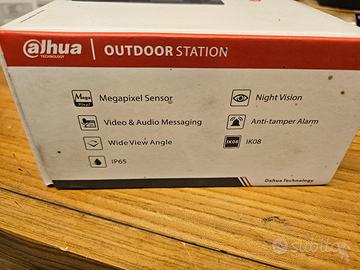 alhua
TECHNOLOGY
OUTDOOR STATION
Mega
Pixel
Megapixel Sensor
Night Vision
Video & Audio Messaging
Anti-tamper Alarm
Wide View Angle
IK08
IK08
IP65
Dahua Technology
subito